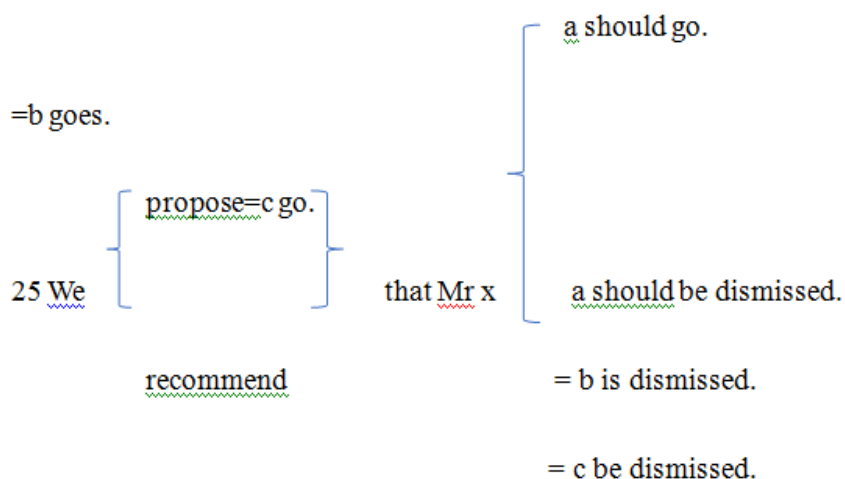 a should go.
=b goes.
propose=c go.
25 We that Mr x a should be dismissed.
recommend = b is dismissed.
= c be dismissed.